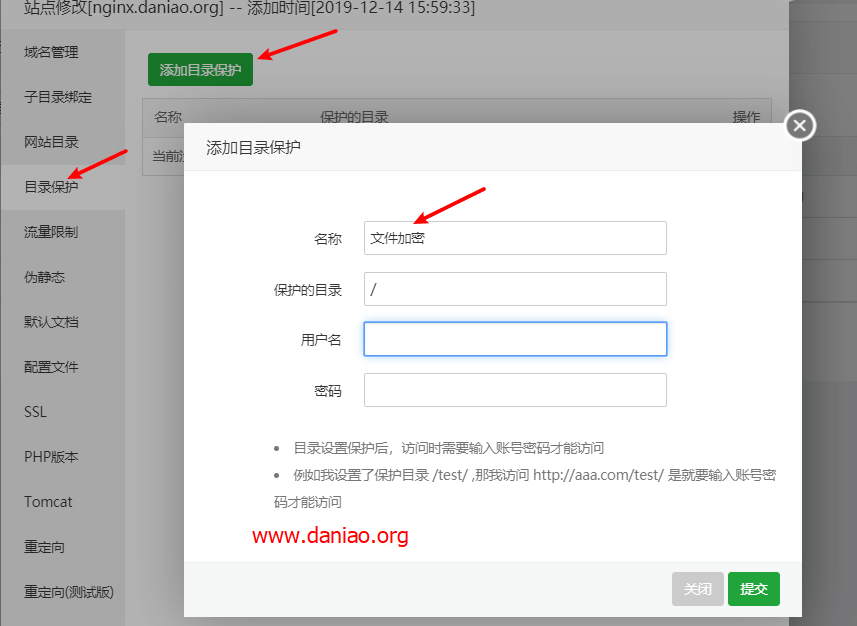 站点修改[nginx.daniao.org] -- 添加时间[2019-12-14 15:59:33]
域名管理
子目录绑定
网站目录
目录保护
流量限制
伪静态
默认文档
配置文件
SSL
PHP版本
Tomcat
重定向
重定向(测试版)
添加目录保护
名称 保护的目录 操作
当前
添加目录保护
名称 文件加密
保护的目录 /
用户名
密码
• 目录设置保护后，访问时需要输入账号密码才能访问
• 例如我设置了保护目录 /test/ ,那我访问 http://aaa.com/test/ 是就要输入账号密
码才能访问
www.daniao.org
关闭 提交